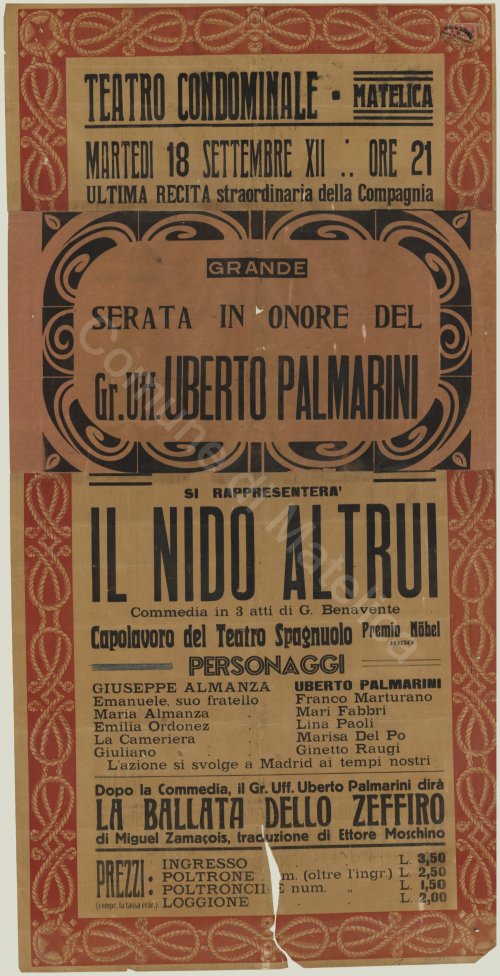 TEATRO CONDOMINALE · MATELICA
MARTEDI 18 SETTEMBRE XII .: ORE 21
ULTIMA RECITA straordinaria della Compagnia
GRANDE
SERATA IN ONORE DEL
Gr. Uff. UBERTO PALMARINI
SI RAPPRESENTERA'
IL NIDO ALTRUI
Commedia in 3 atti di G. Benavente
Capolavoro del Teatro Spagnuolo Premio Nöbel
PERSONAGGI
GIUSEPPE ALMANZA UBERTO PALMARINI
Emanuele, suo fratello Franco Marturano
Maria Almanza Mari Fabbri
Emilia Ordonez Lina Paoli
La Cameriera Marisa Del Po
Giuliano Ginetto Raugi
L'azione si svolge a Madrid ai tempi nostri
Dopo la Commedia, il Gr. Uff. Uberto Palmarini dirà
LA BALLATA DELLO ZEFFIRO
di Miguel Zamaçois, traduzione di Ettore Moschino
PREZZI: INGRESSO L. 3,50
POLTRONE m. (oltre l'ingr.) L. 2,50
POLTRONCINE num. " L. 1,50
(compr. la tassa erar.) LOGGIONE L. 2,00
Comune di Matelica